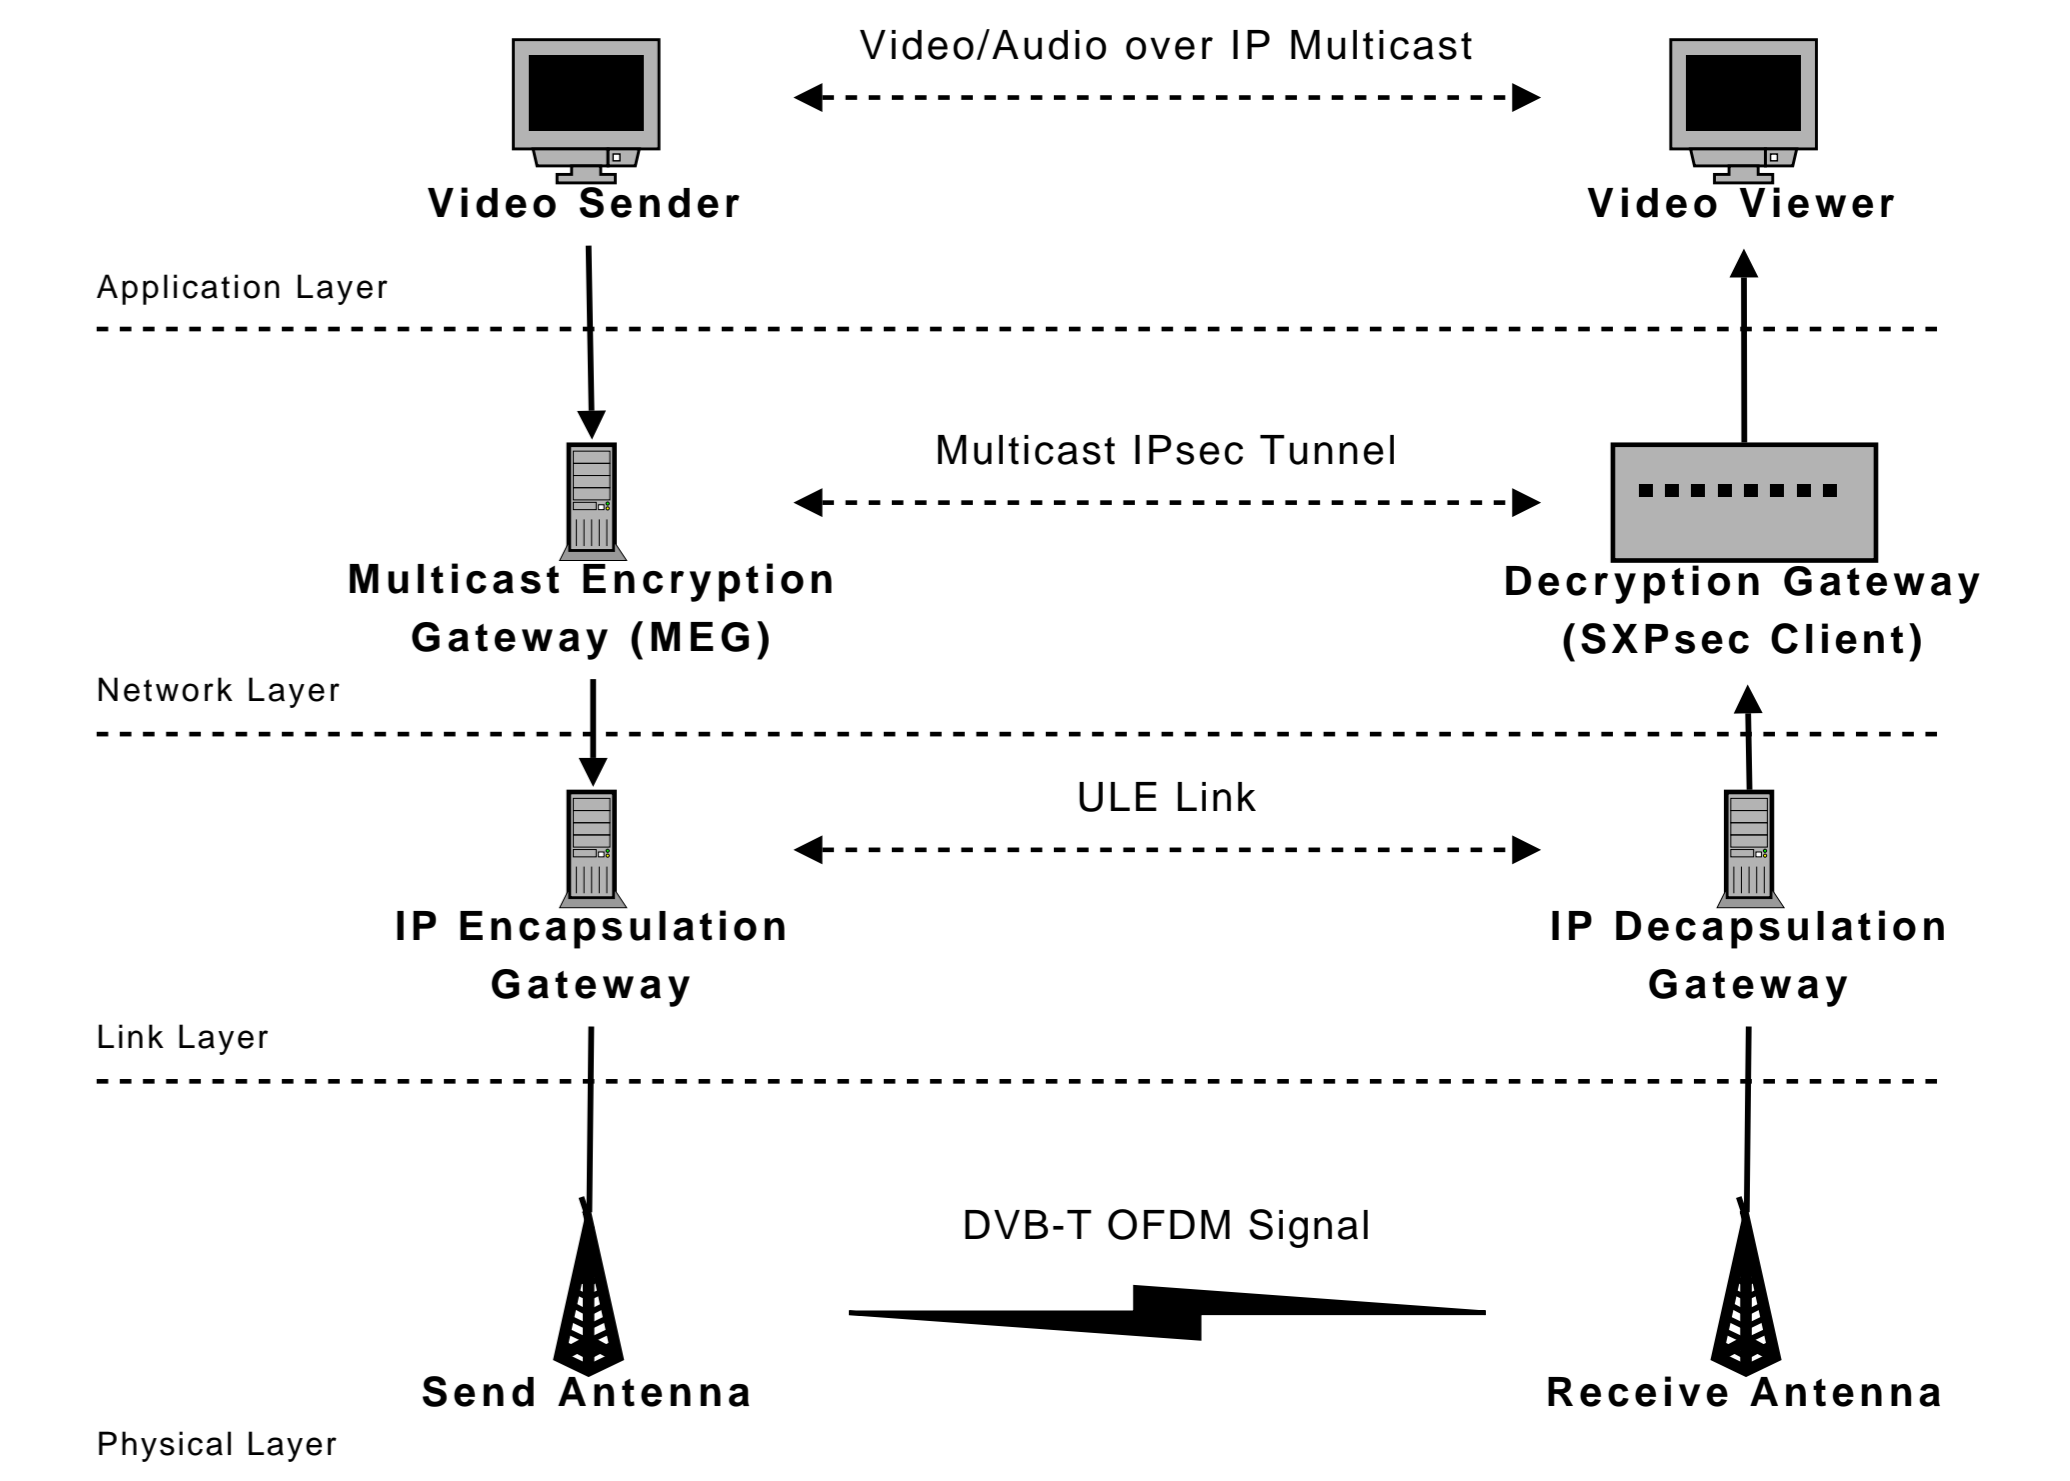 Video/Audio over IP Multicast
Video Sender
Video Viewer
Application Layer
Multicast IPsec Tunnel
Multicast Encryption
Gateway (MEG)
Decryption Gateway
(SXPsec Client)
Network Layer
ULE Link
IP Encapsulation
Gateway
IP Decapsulation
Gateway
Link Layer
DVB-T OFDM Signal
Send Antenna
Receive Antenna
Physical Layer